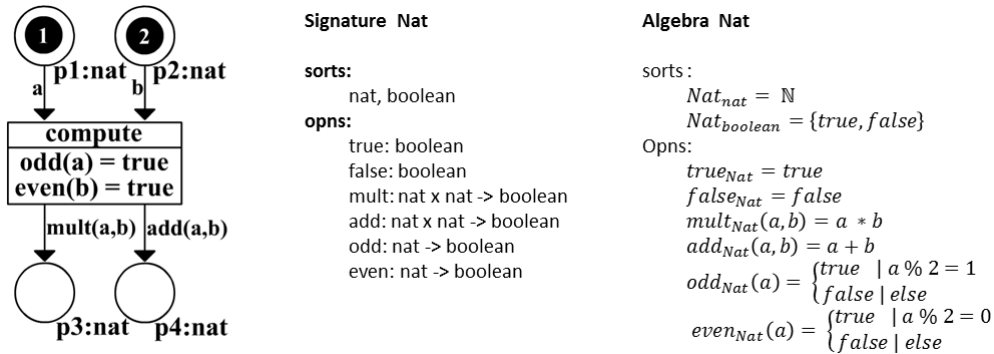 1
2
p1:nat
p2:nat
a
b
compute
odd(a) = true
even(b) = true
mult(a,b)
add(a,b)
p3:nat
p4:nat
Signature Nat
sorts:
nat, boolean
opns:
true: boolean
false: boolean
mult: nat x nat -> boolean
add: nat x nat -> boolean
odd: nat -> boolean
even: nat -> boolean
Algebra Nat
sorts :
Nat_nat = ℕ
Nat_boolean = {true, false}
Opns:
true_Nat = true
false_Nat = false
mult_Nat(a, b) = a * b
add_Nat(a, b) = a + b
odd_Nat(a) = {true | a % 2 = 1
false | else
even_Nat(a) = {true | a % 2 = 0
false | else